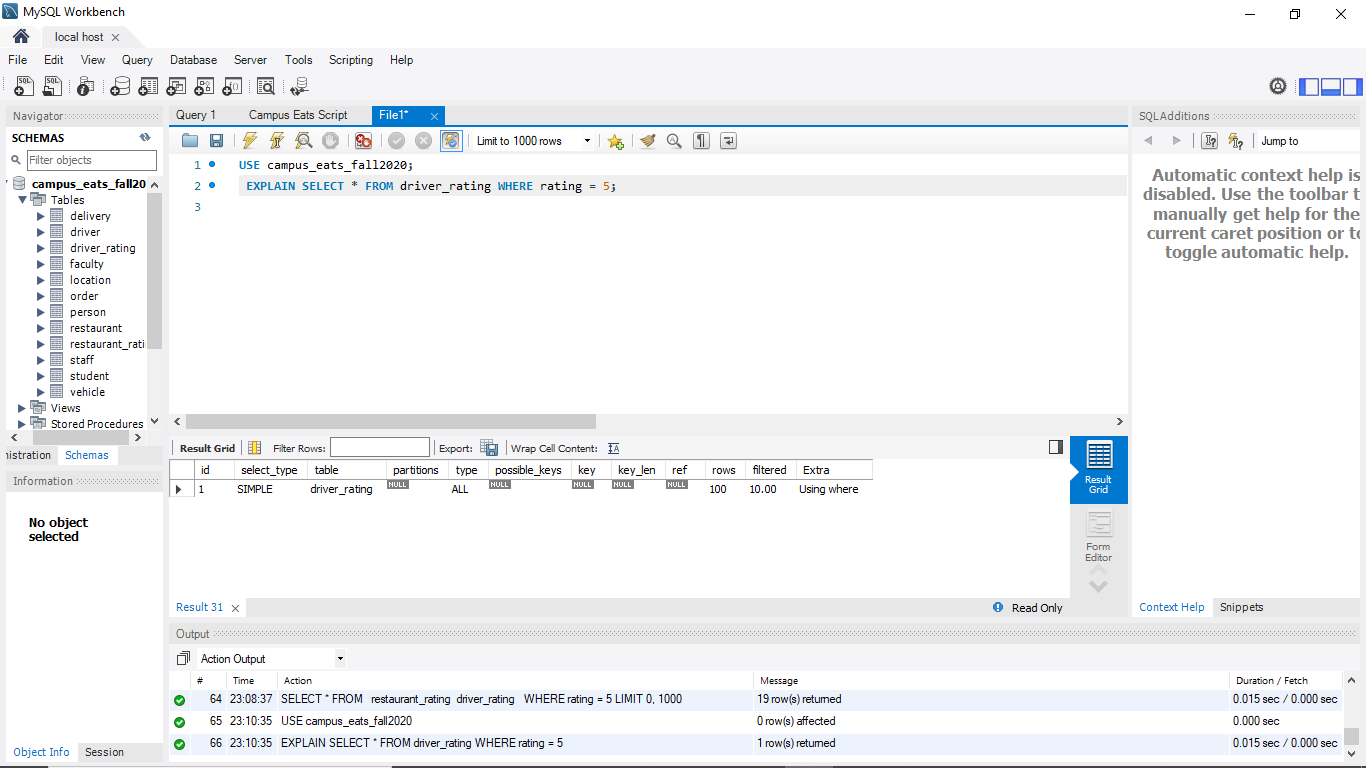 MySQL Workbench
local host
File Edit View Query Database Server Tools Scripting Help
Navigator
SCHEMAS
Filter objects
campus_eats_fall20
Tables
delivery
driver
driver_rating
faculty
location
order
person
restaurant
restaurant_rati
staff
student
vehicle
Views
Stored Procedures
nistration Schemas
Information
No object
selected
Object Info Session
Query 1 Campus Eats Script File1*
Limit to 1000 rows
1 USE campus_eats_fall2020;
2 EXPLAIN SELECT * FROM driver_rating WHERE rating = 5;
3
Result Grid Filter Rows: Export: Wrap Cell Content:
id select_type table partitions type possible_keys key key_len ref rows filtered Extra
1 SIMPLE driver_rating NULL ALL NULL NULL NULL NULL 100 10.00 Using where
Result
Grid
Form
Editor
Result 31 Read Only
SQLAdditions
Jump to
Automatic context help is
disabled. Use the toolbar t
manually get help for the
current caret position or to
toggle automatic help.
Context Help Snippets
Output
Action Output
# Time Action Message Duration / Fetch
64 23:08:37 SELECT * FROM restaurant_rating driver_rating WHERE rating = 5 LIMIT 0, 1000 19 row(s) returned 0.015 sec / 0.000 sec
65 23:10:35 USE campus_eats_fall2020 0 row(s) affected 0.000 sec
66 23:10:35 EXPLAIN SELECT * FROM driver_rating WHERE rating = 5 1 row(s) returned 0.015 sec / 0.000 sec